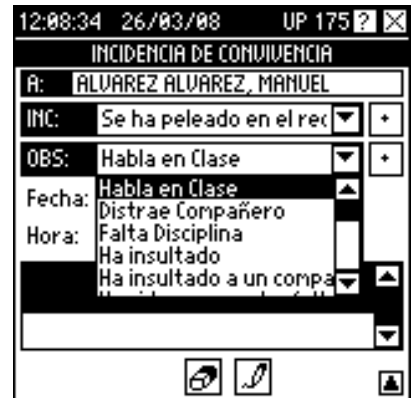 12:08:34 26/03/08 UP 175 ?
INCIDENCIA DE CONVIVENCIA
A: ALVAREZ ALVAREZ, MANUEL
INC: Se ha peleado en el rec
OBS: Habla en Clase
Fecha:
Hora:
Habla en Clase
Distrae Compañero
Falta Disciplina
Ha insultado
Ha insultado a un compa